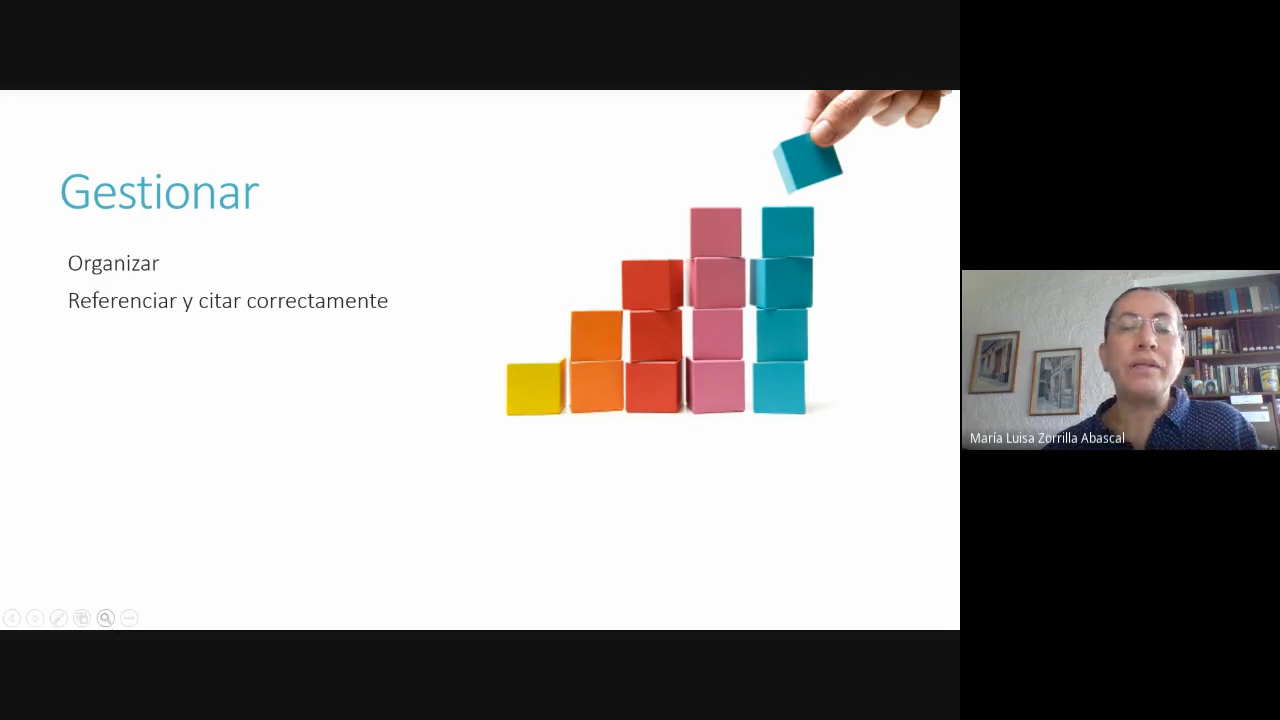 Gestionar
Organizar
Referenciar y citar correctamente
María Luisa Zorrilla Abascal